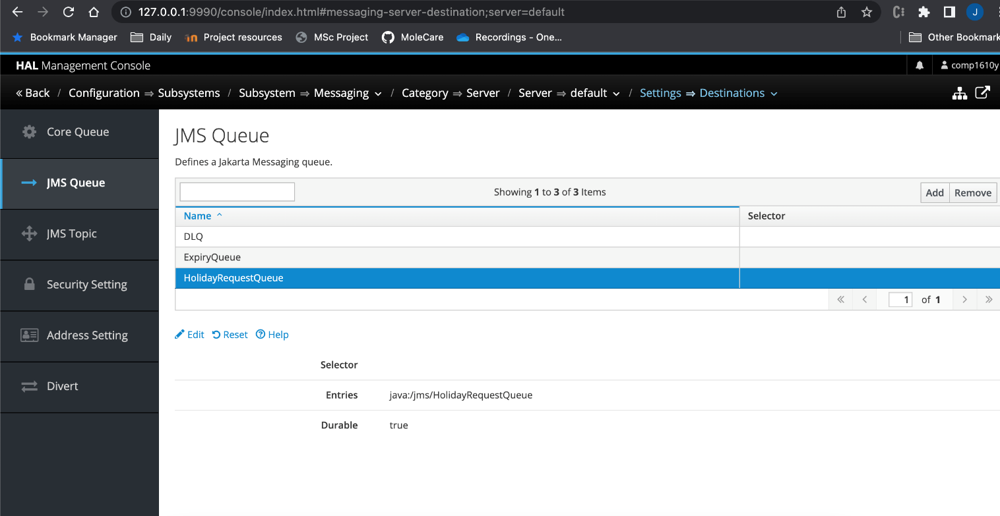 127.0.0.1:9990/console/index.html#messaging-server-destination;server=default
J
Bookmark Manager Daily Project resources MSc Project MoleCare Recordings - One... Other Bookmark
HAL Management Console comp1610y
« Back / Configuration ⇒ Subsystems / Subsystem ⇒ Messaging / Category ⇒ Server / Server ⇒ default / Settings ⇒ Destinations
Core Queue
JMS Queue
JMS Topic
Security Setting
Address Setting
Divert
JMS Queue
Defines a Jakarta Messaging queue.
Showing 1 to 3 of 3 Items Add Remove
Name Selector
DLQ
ExpiryQueue
HolidayRequestQueue
« ‹ 1 of 1 › »
Edit Reset Help
Selector
Entries java:/jms/HolidayRequestQueue
Durable true